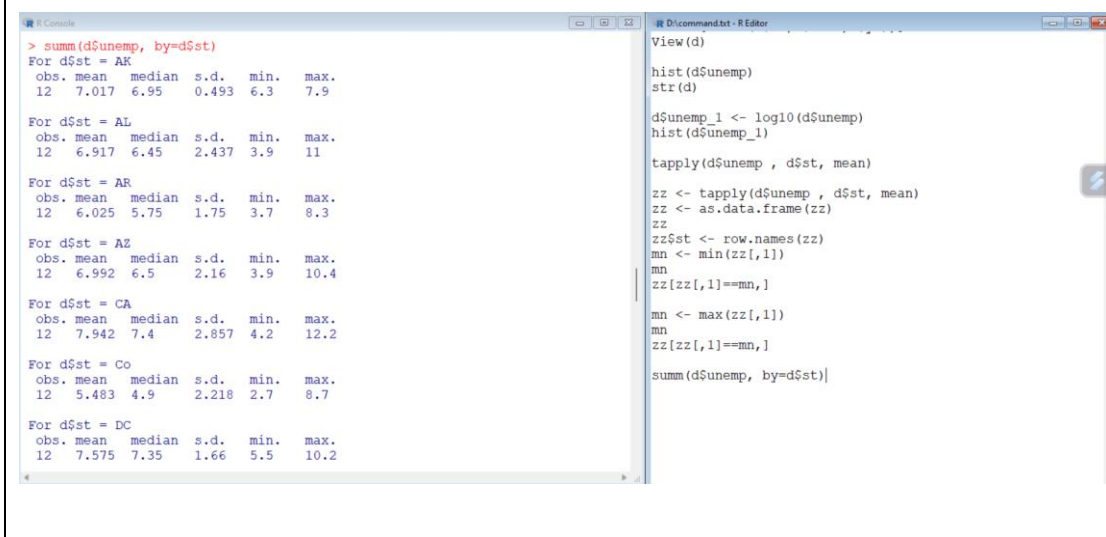 R Console
> summ(d$unemp, by=d$st)
For d$st = AK
obs. mean median s.d. min. max.
12 7.017 6.95 0.493 6.3 7.9
For d$st = AL
obs. mean median s.d. min. max.
12 6.917 6.45 2.437 3.9 11
For d$st = AR
obs. mean median s.d. min. max.
12 6.025 5.75 1.75 3.7 8.3
For d$st = AZ
obs. mean median s.d. min. max.
12 6.992 6.5 2.16 3.9 10.4
For d$st = CA
obs. mean median s.d. min. max.
12 7.942 7.4 2.857 4.2 12.2
For d$st = Co
obs. mean median s.d. min. max.
12 5.483 4.9 2.218 2.7 8.7
For d$st = DC
obs. mean median s.d. min. max.
12 7.575 7.35 1.66 5.5 10.2
D:\command.txt - R Editor
View(d)
hist(d$unemp)
str(d)
d$unemp_1 <- log10(d$unemp)
hist(d$unemp_1)
tapply(d$unemp , d$st, mean)
zz <- tapply(d$unemp , d$st, mean)
zz <- as.data.frame(zz)
zz
zz$st <- row.names(zz)
mn <- min(zz[,1])
mn
zz[zz[,1]==mn,]
mn <- max(zz[,1])
mn
zz[zz[,1]==mn,]
summ(d$unemp, by=d$st)